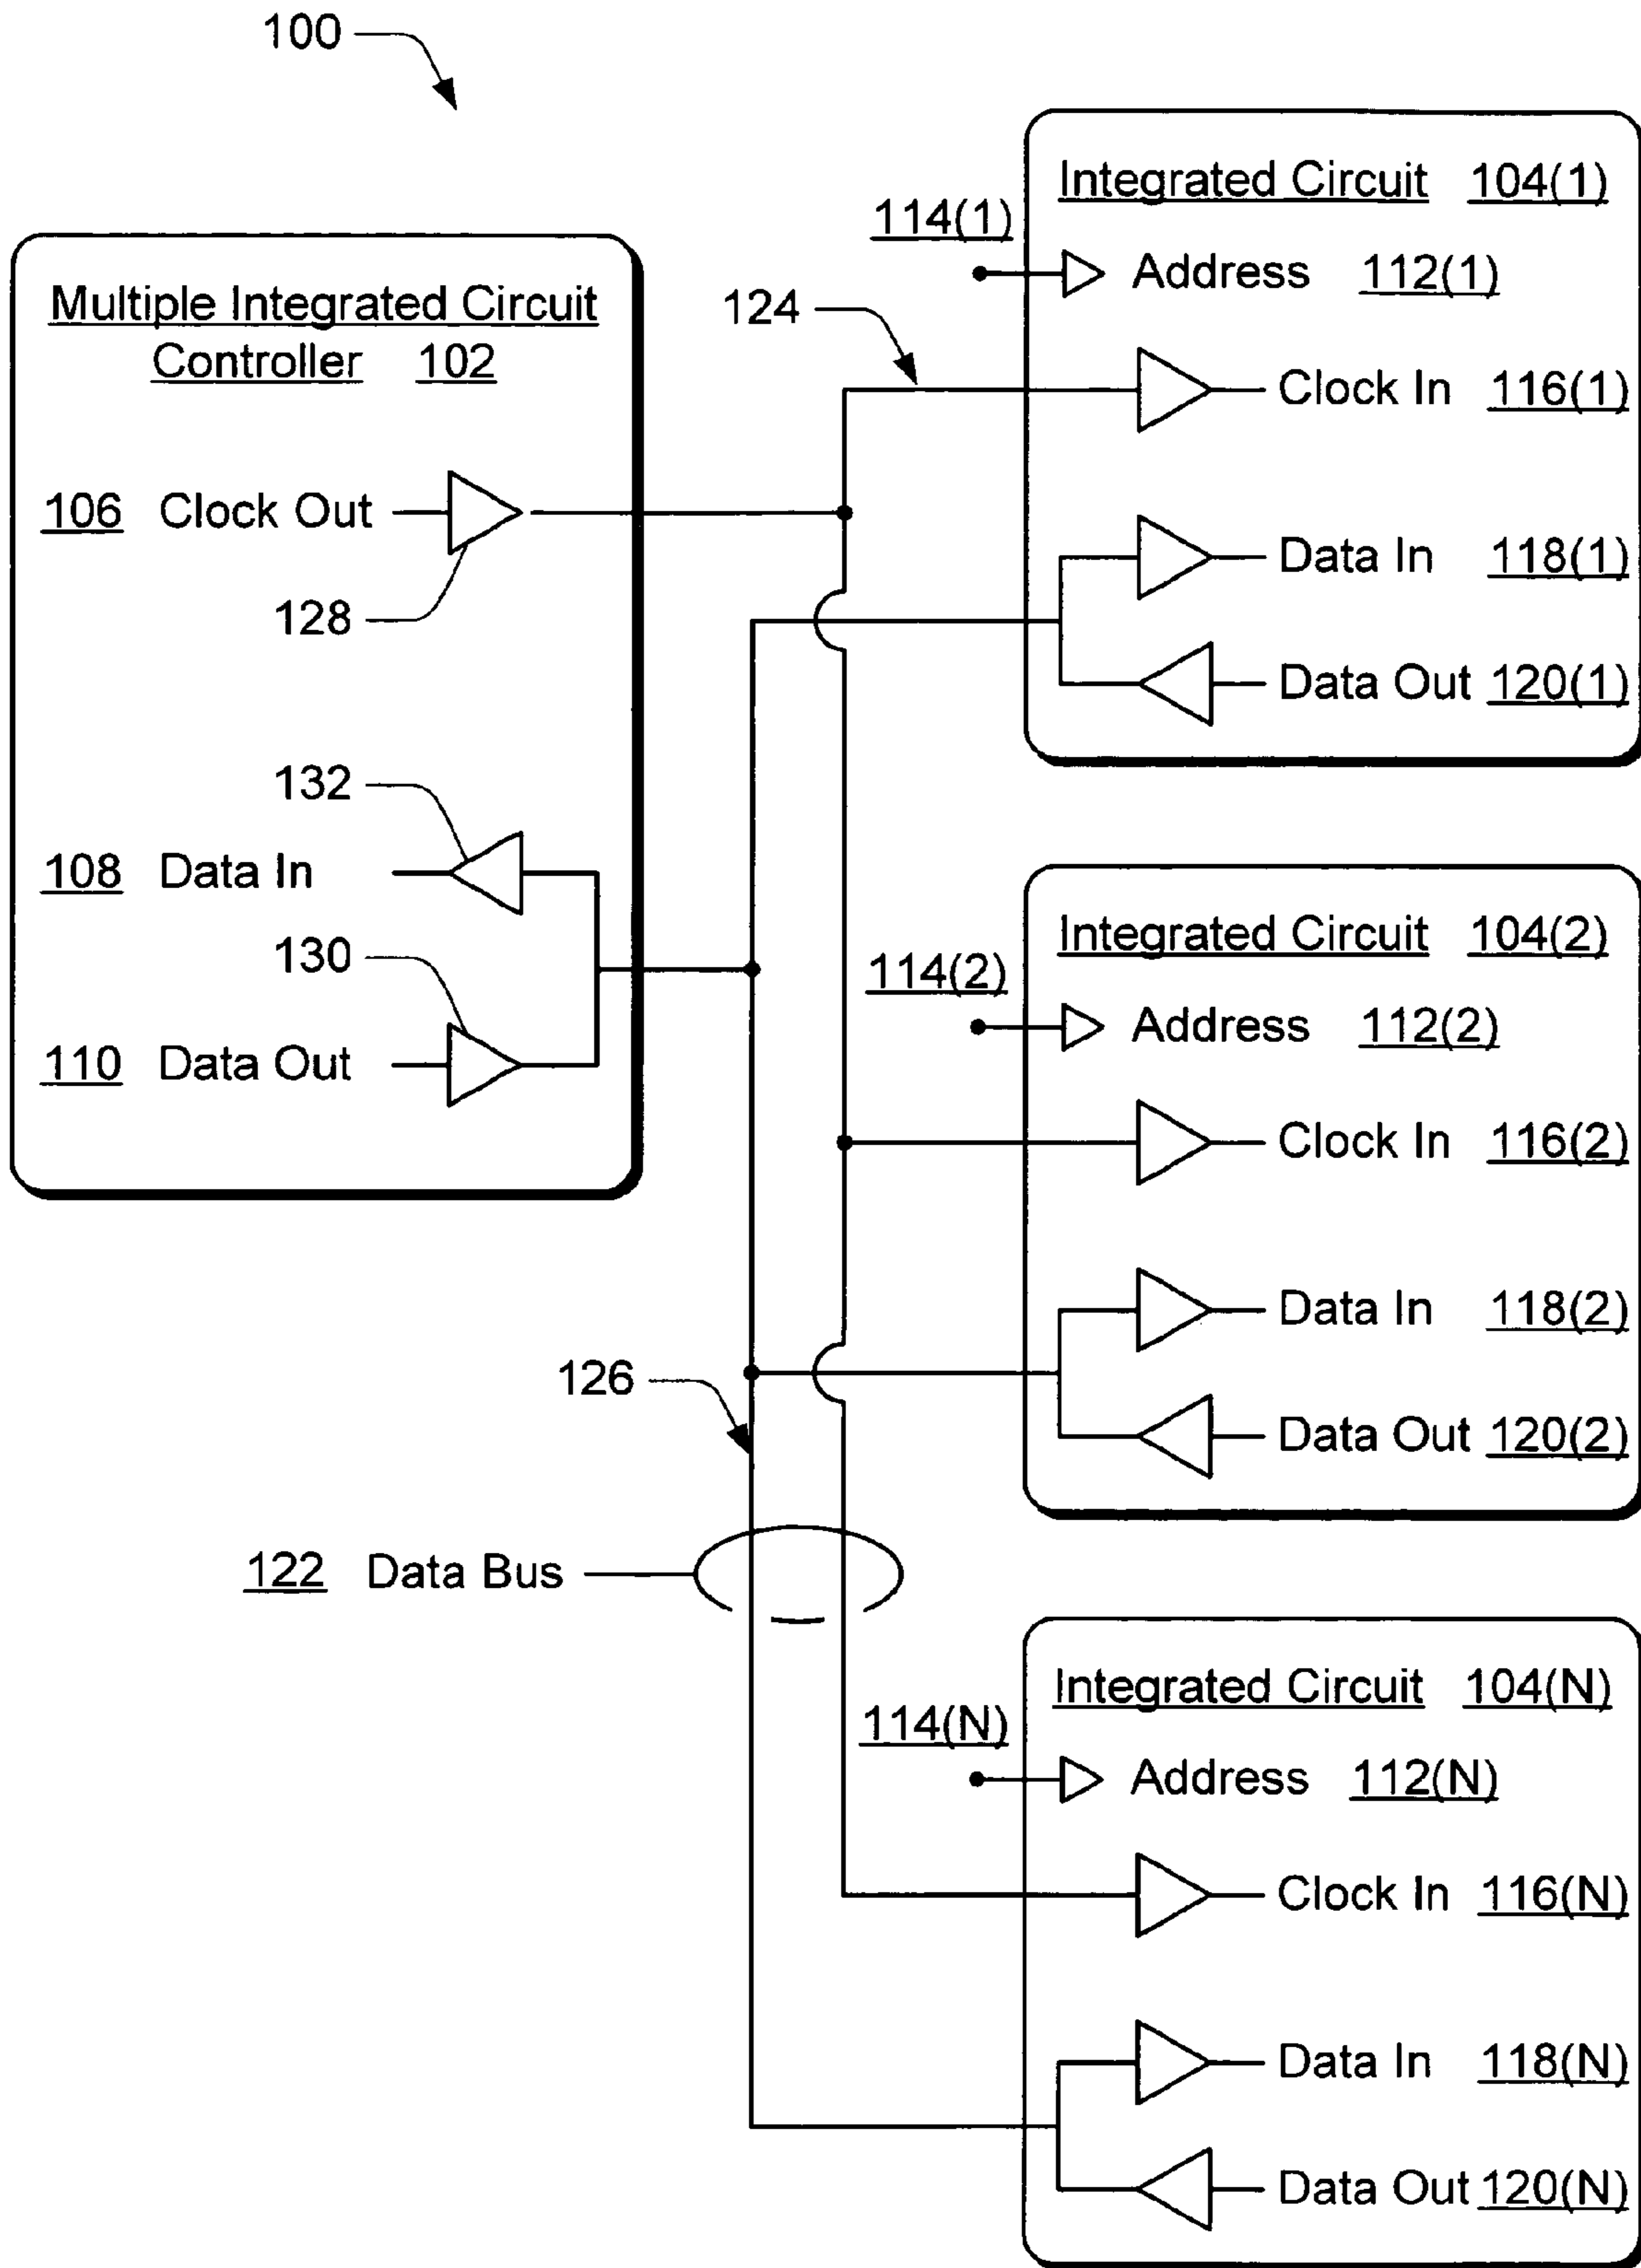 100
Multiple Integrated Circuit
Controller 102
106 Clock Out
128
132
108 Data In
130
110 Data Out
124
126
122 Data Bus
114(1)
Integrated Circuit 104(1)
Address 112(1)
Clock In 116(1)
Data In 118(1)
Data Out 120(1)
114(2)
Integrated Circuit 104(2)
Address 112(2)
Clock In 116(2)
Data In 118(2)
Data Out 120(2)
114(N)
Integrated Circuit 104(N)
Address 112(N)
Clock In 116(N)
Data In 118(N)
Data Out 120(N)